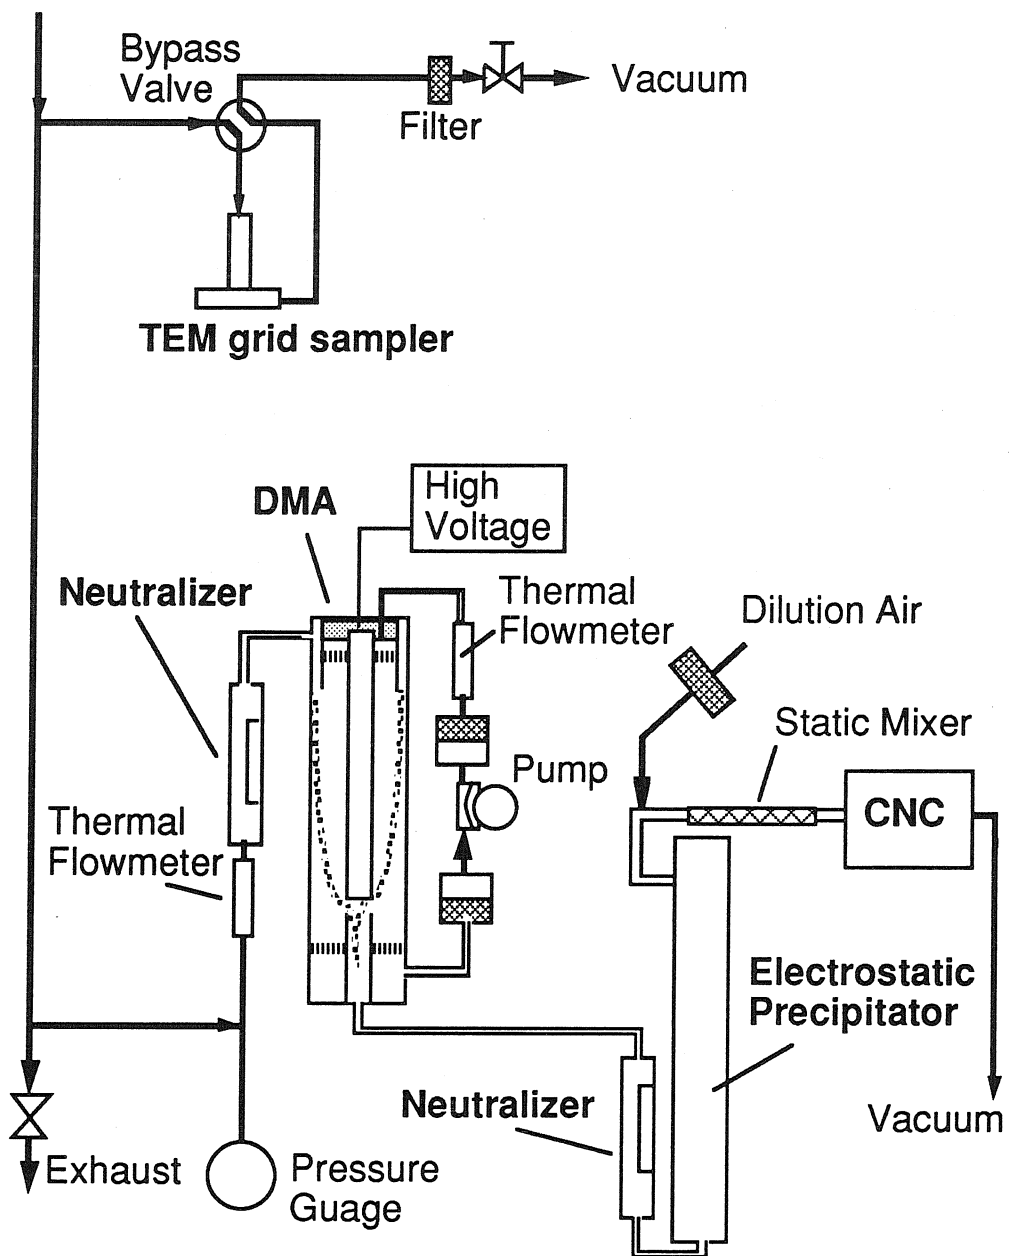 Bypass
Valve
Vacuum
Filter
TEM grid sampler
High
Voltage
DMA
Neutralizer
Thermal
Flowmeter
Dilution Air
Static Mixer
Pump
CNC
Thermal
Flowmeter
Electrostatic
Precipitator
Neutralizer
Vacuum
Exhaust
Pressure
Guage